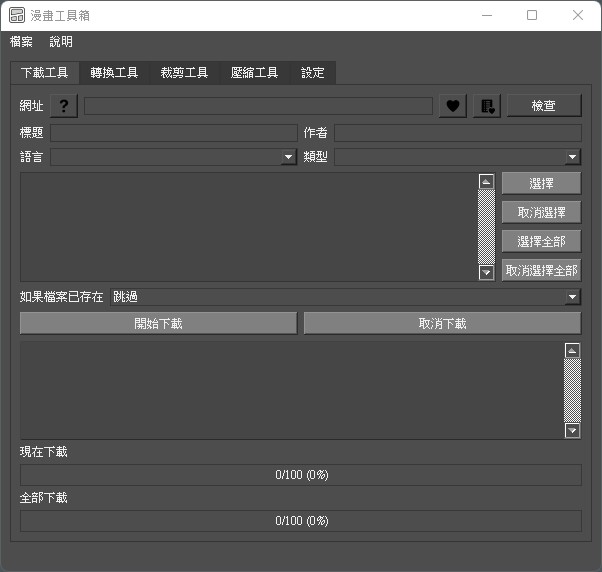 漫畫工具箱
檔案 說明
下載工具 轉換工具 裁剪工具 壓縮工具 設定
網址 ? 檢查
標題 作者
語言 類型
選擇
取消選擇
選擇全部
取消選擇全部
如果檔案已存在 跳過
開始下載 取消下載
現在下載
0/100 (0%)
全部下載
0/100 (0%)